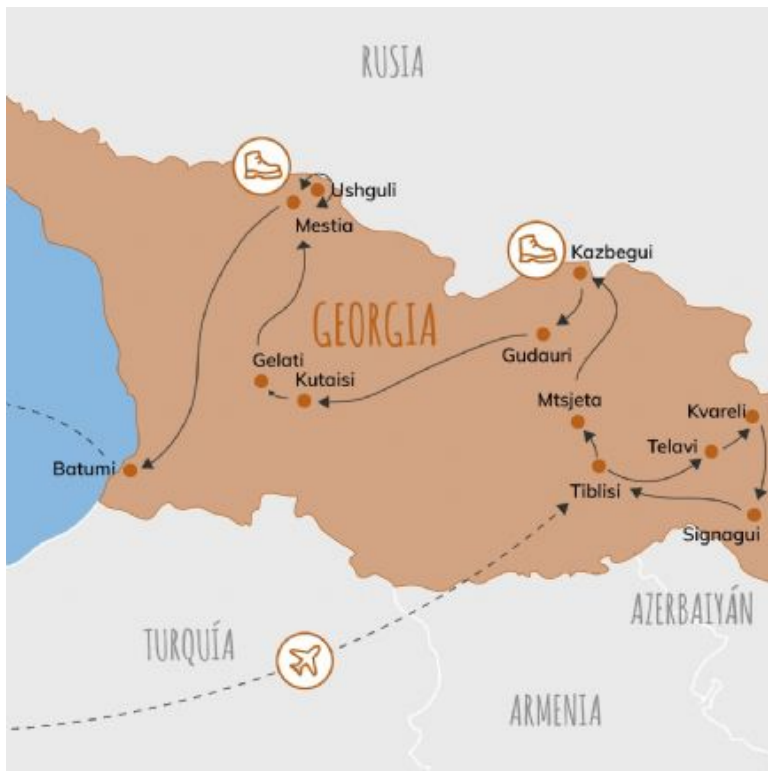 RUSIA
Ushguli
Mestia
Kazbegui
GEORGIA
Gudauri
Gelati
Kutaisi
Mtsjeta
Kvareli
Telavi
Batumi
Tiblisi
Signagui
AZERBAIYÁN
TURQUÍA
ARMENIA